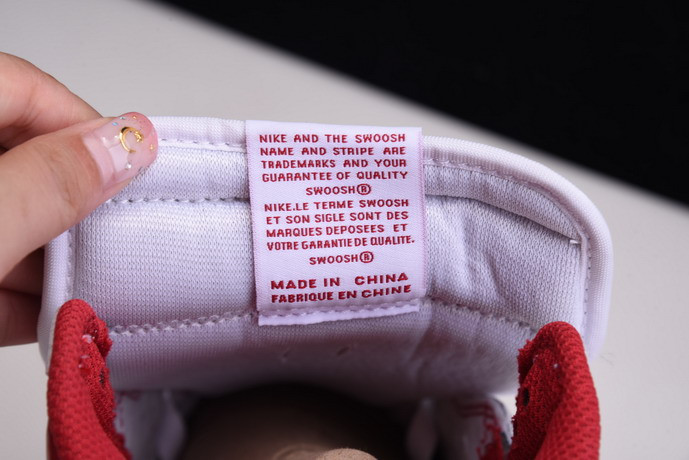 NIKE AND THE SWOOSH
NAME AND STRIPE ARE
TRADEMARKS AND YOUR
GUARANTEE OF QUALITY
SWOOSH®
NIKE.LE TERME SWOOSH
ET SON SIGLE SONT DES
MARQUES DEPOSEES ET
VOTRE GARANTIE DE QUALITE.
SWOOSH®
MADE IN CHINA
FABRIQUE EN CHINE